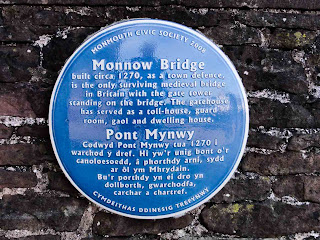 MONMOUTH CIVIC SOCIETY 2008
Monnow Bridge
built circa 1270, as a town defence,
is the only surviving medieval bridge
in Britain with the gate tower
standing on the bridge. The gatehouse
has served as a toll-house, guard
room, gaol and dwelling house.
Pont Mynwy
Codwyd Pont Mynwy tua 1270 i
warchod y dref. Hi yw'r unig bont o'r
canoloesoedd, â phorthdy arni, sydd
ar ôl ym Mhrydain.
Bu'r porthdy yn ei dro yn
dollborth, gwarchodfa,
carchar a chartref.
CYMDEITHAS DDINESIG TREFYNWY